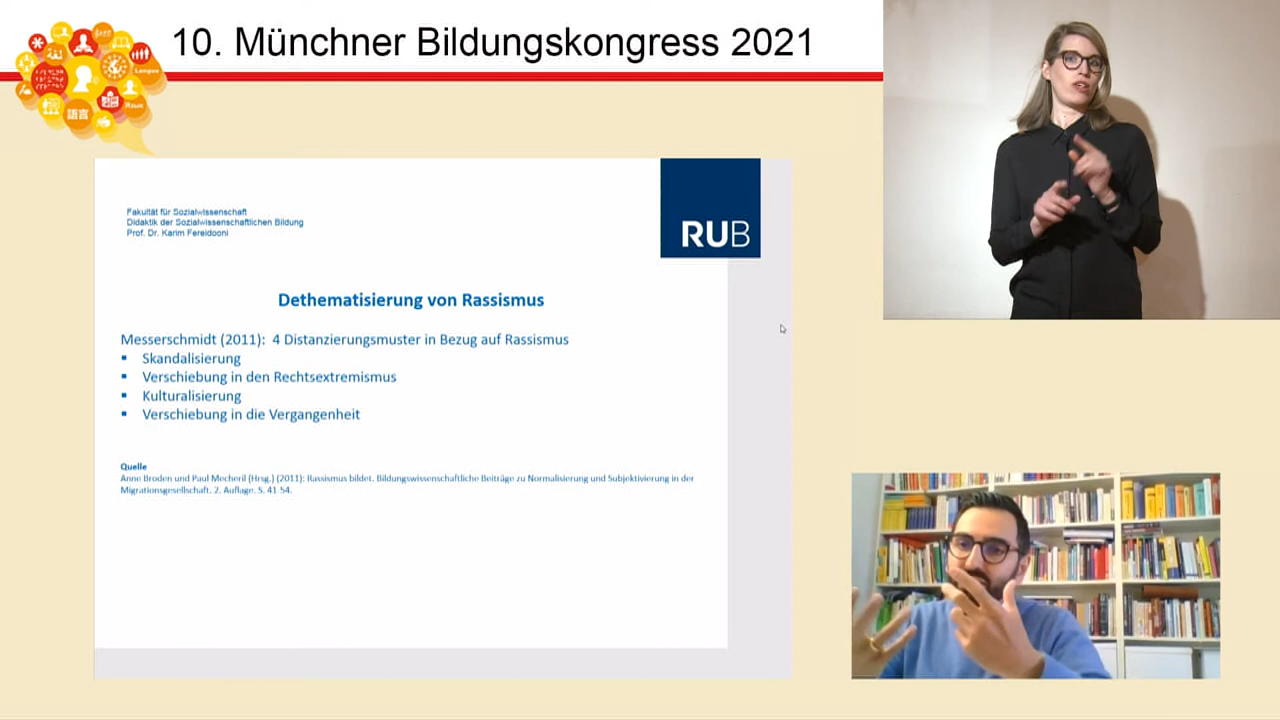 10. Münchner Bildungskongress 2021
語言
Fakultät für Sozialwissenschaft
Didaktik der Sozialwissenschaftlichen Bildung
Prof. Dr. Karim Fereidooni
RUB
Dethematisierung von Rassismus
Messerschmidt (2011): 4 Distanzierungsmuster in Bezug auf Rassismus
▪ Skandalisierung
▪ Verschiebung in den Rechtsextremismus
▪ Kulturalisierung
▪ Verschiebung in die Vergangenheit
Quelle
Anne Broden und Paul Mecheril (Hrsg.) (2011): Rassismus bildet. Bildungswissenschaftliche Beiträge zu Normalisierung und Subjektivierung in der
Migrationsgesellschaft. 2. Auflage. S. 41-54.